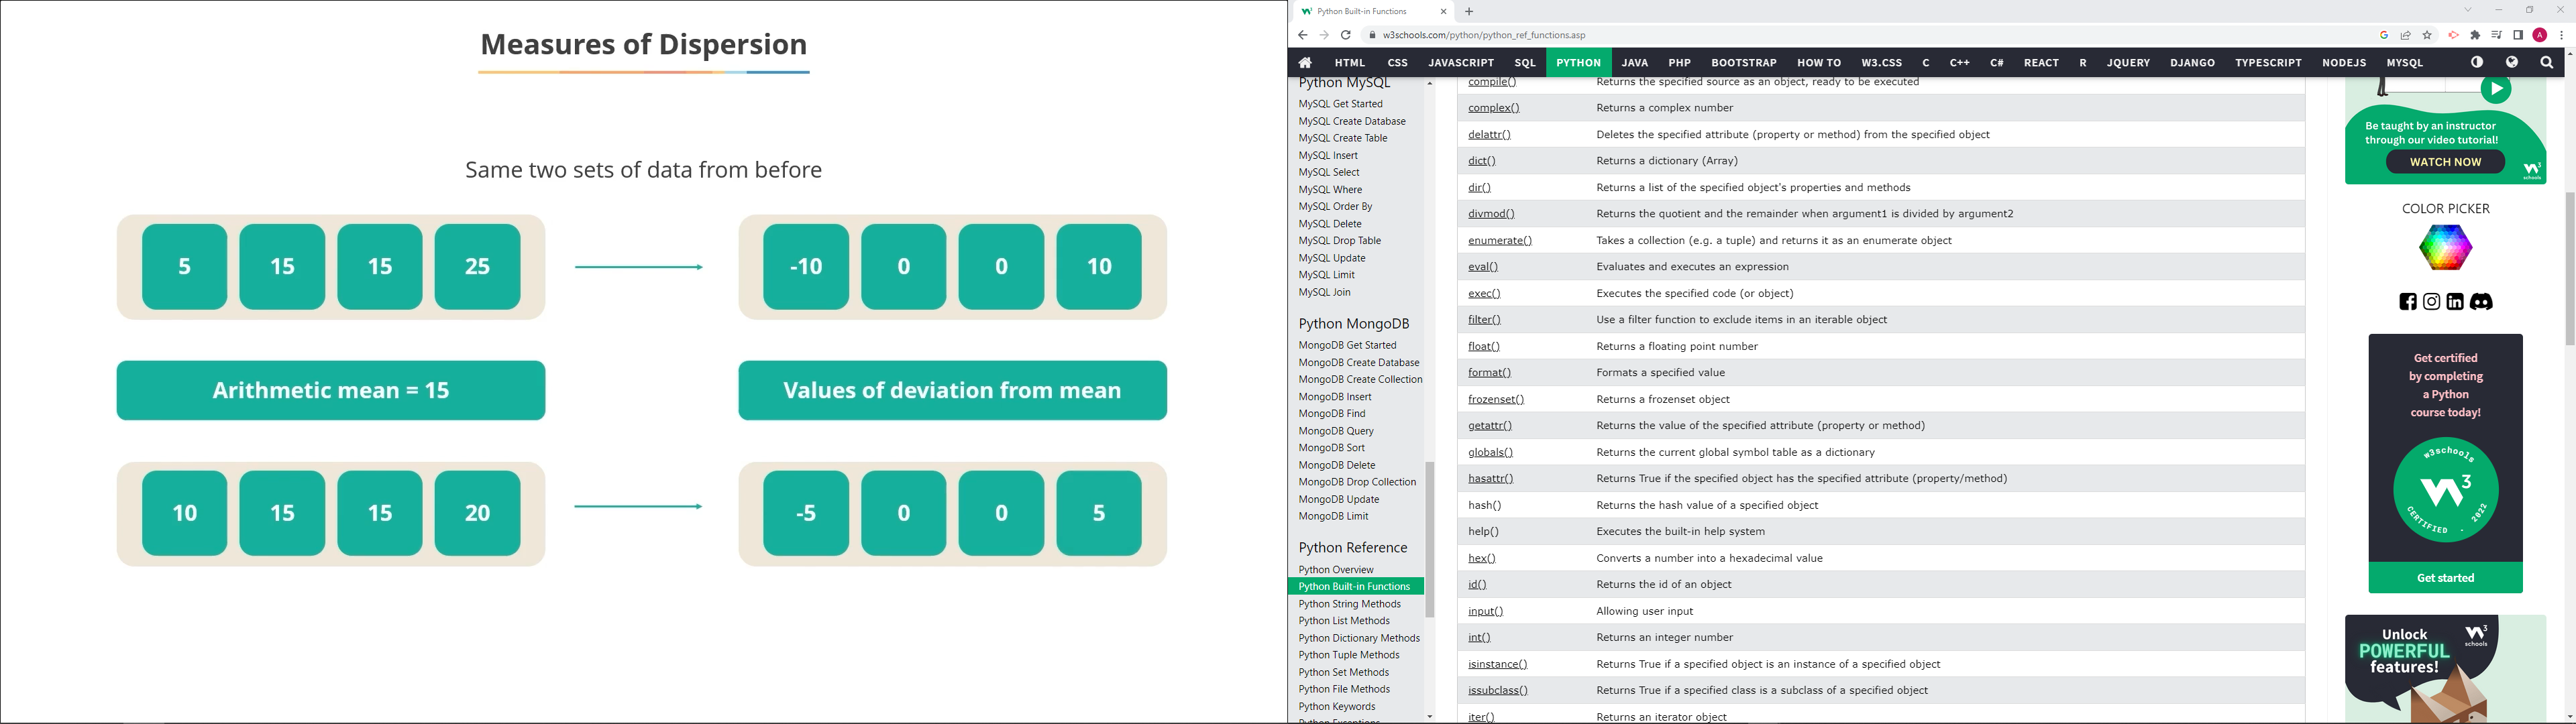 Measures of Dispersion
Same two sets of data from before
5 15 15 25
-10 0 0 10
Arithmetic mean = 15
Values of deviation from mean
10 15 15 20
-5 0 0 5
Python Built-in Functions
w3schools.com/python/python_ref_functions.asp
A
HTML CSS JAVASCRIPT SQL PYTHON JAVA PHP BOOTSTRAP HOW TO W3.CSS C C++ C# REACT R JQUERY DJANGO TYPESCRIPT NODEJS MYSQL
Python MySQL
MySQL Get Started
MySQL Create Database
MySQL Create Table
MySQL Insert
MySQL Select
MySQL Where
MySQL Order By
MySQL Delete
MySQL Drop Table
MySQL Update
MySQL Limit
MySQL Join
Python MongoDB
MongoDB Get Started
MongoDB Create Database
MongoDB Create Collection
MongoDB Insert
MongoDB Find
MongoDB Query
MongoDB Sort
MongoDB Delete
MongoDB Drop Collection
MongoDB Update
MongoDB Limit
Python Reference
Python Overview
Python Built-in Functions
Python String Methods
Python List Methods
Python Dictionary Methods
Python Tuple Methods
Python Set Methods
Python File Methods
Python Keywords
compile() Returns the specified source as an object, ready to be executed
complex() Returns a complex number
delattr() Deletes the specified attribute (property or method) from the specified object
dict() Returns a dictionary (Array)
dir() Returns a list of the specified object's properties and methods
divmod() Returns the quotient and the remainder when argument1 is divided by argument2
enumerate() Takes a collection (e.g. a tuple) and returns it as an enumerate object
eval() Evaluates and executes an expression
exec() Executes the specified code (or object)
filter() Use a filter function to exclude items in an iterable object
float() Returns a floating point number
format() Formats a specified value
frozenset() Returns a frozenset object
getattr() Returns the value of the specified attribute (property or method)
globals() Returns the current global symbol table as a dictionary
hasattr() Returns True if the specified object has the specified attribute (property/method)
hash() Returns the hash value of a specified object
help() Executes the built-in help system
hex() Converts a number into a hexadecimal value
id() Returns the id of an object
input() Allowing user input
int() Returns an integer number
isinstance() Returns True if a specified object is an instance of a specified object
issubclass() Returns True if a specified class is a subclass of a specified object
iter() Returns an iterator object
Be taught by an instructor
through our video tutorial!
WATCH NOW
W3 schools
COLOR PICKER
Get certified
by completing
a Python
course today!
w3schools
W3
CERTIFIED . 2022
Get started
Unlock
POWERFUL
features!
W3 schools